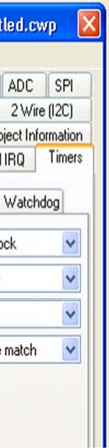 tled.cwp
ADC SPI
2 Wire (I2C)
oject Information
l IRQ Timers
Watchdog
ock
e match